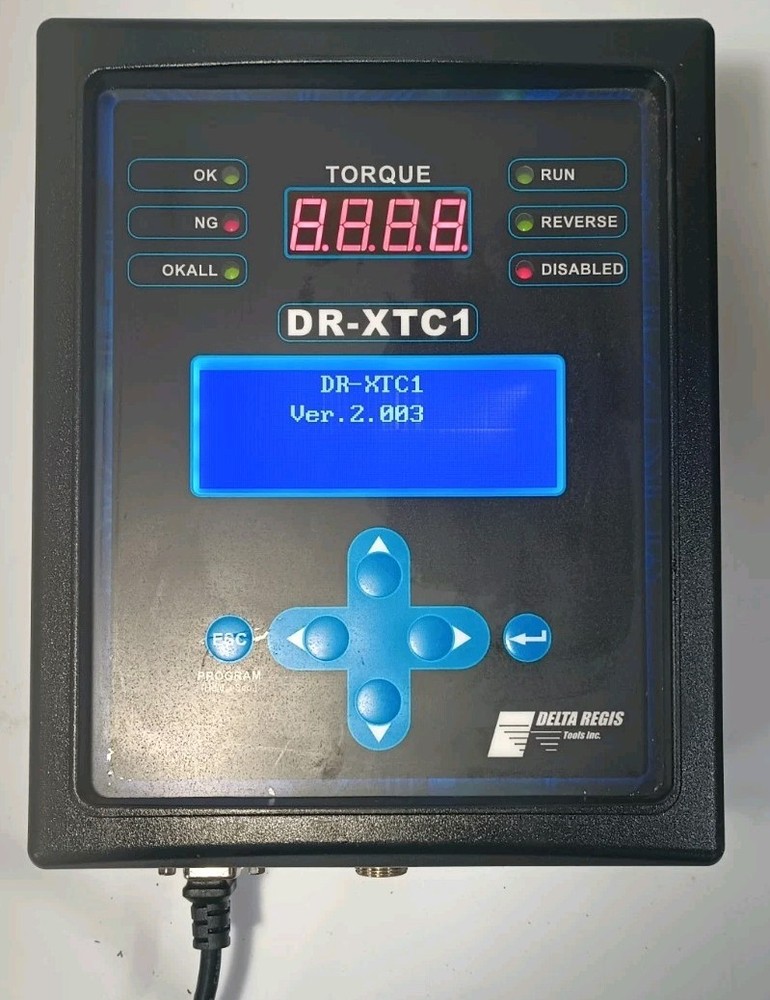 OK
TORQUE
RUN
NG
8.8.8.8.
REVERSE
OKALL
DISABLED
DR-XTC1
DR-XTC1
Ver.2.003
ESC
PROGRAM
DELTA REGIS
Tools Inc.